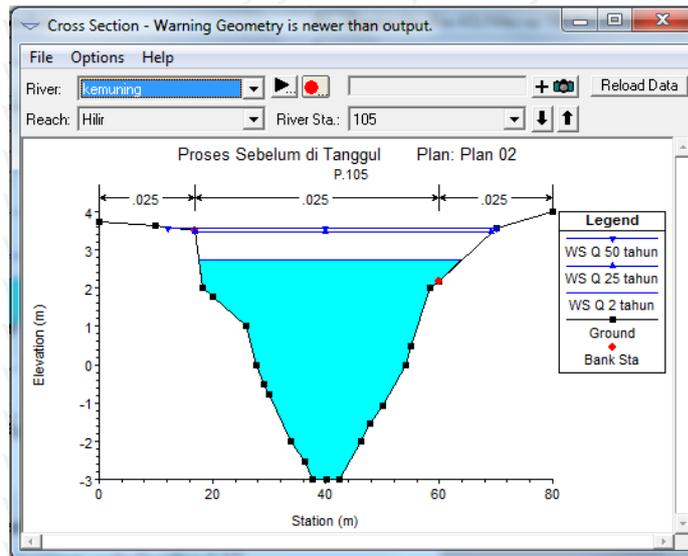 Cross Section - Warning Geometry is newer than output.
File Options Help
River: kemuning Reload Data
Reach: Hilir River Sta.: 105
Proses Sebelum di Tanggul Plan: Plan 02
P.105
.025 .025 .025
Legend
WS Q 50 tahun
WS Q 25 tahun
WS Q 2 tahun
Ground
Bank Sta
4
3
2
1
0
-1
-2
-3
Elevation (m)
0 20 40 60 80
Station (m)